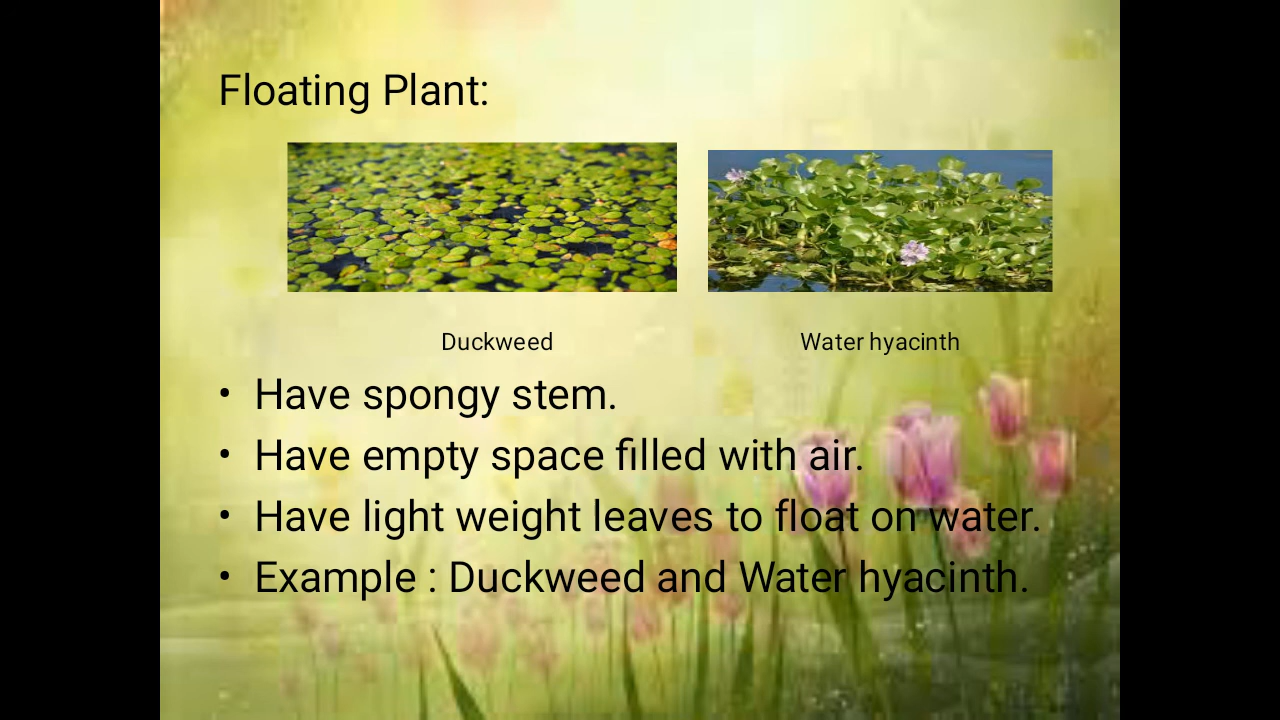 Floating Plant:
Duckweed
Water hyacinth
• Have spongy stem.
• Have empty space filled with air.
• Have light weight leaves to float on water.
• Example : Duckweed and Water hyacinth.